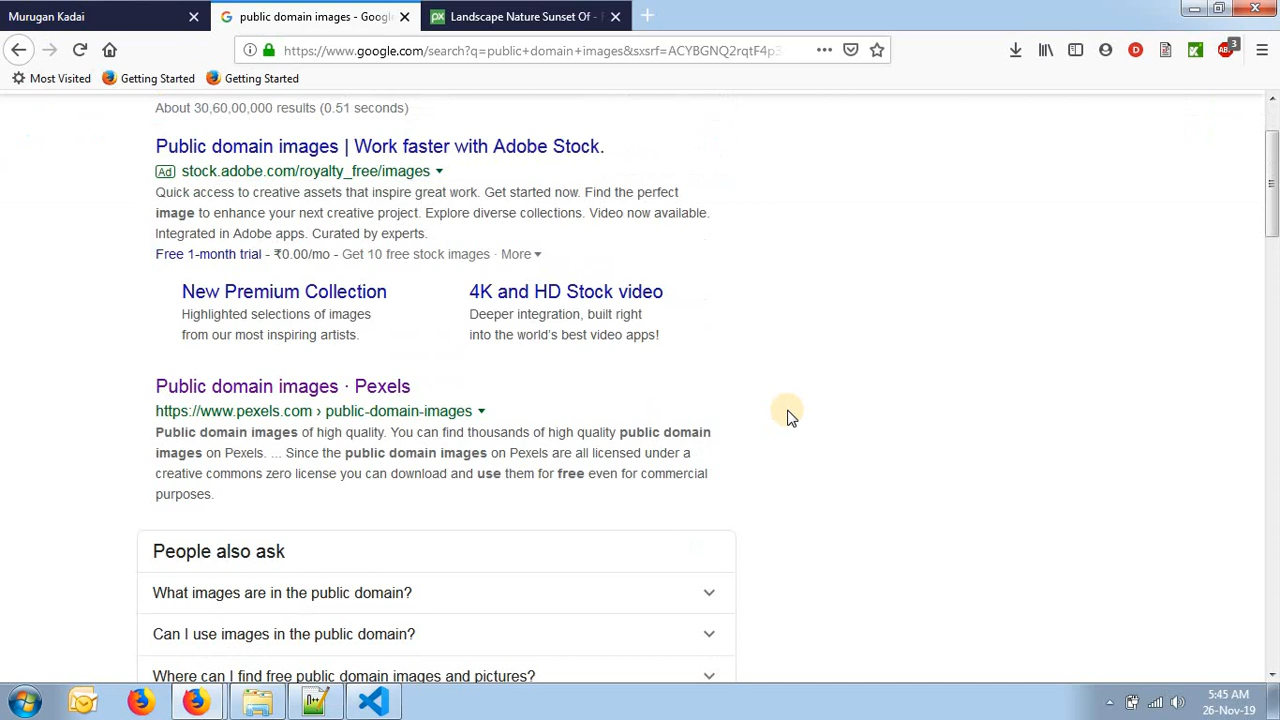 Murugan Kadai
public domain images - Google
Landscape Nature Sunset Of -
https://www.google.com/search?q=public+domain+images&sxsrf=ACYBGNQ2rqtF4p3
3
Most Visited
Getting Started
Getting Started
About 30,60,00,000 results (0.51 seconds)
Public domain images | Work faster with Adobe Stock.
Ad stock.adobe.com/royalty_free/images
Quick access to creative assets that inspire great work. Get started now. Find the perfect
image to enhance your next creative project. Explore diverse collections. Video now available.
Integrated in Adobe apps. Curated by experts.
Free 1-month trial - ₹0.00/mo - Get 10 free stock images · More
New Premium Collection
Highlighted selections of images
from our most inspiring artists.
4K and HD Stock video
Deeper integration, built right
into the world's best video apps!
Public domain images · Pexels
https://www.pexels.com › public-domain-images
Public domain images of high quality. You can find thousands of high quality public domain
images on Pexels. ... Since the public domain images on Pexels are all licensed under a
creative commons zero license you can download and use them for free even for commercial
purposes.
People also ask
What images are in the public domain?
Can I use images in the public domain?
Where can I find free public domain images and pictures?
5:45 AM
26-Nov-19